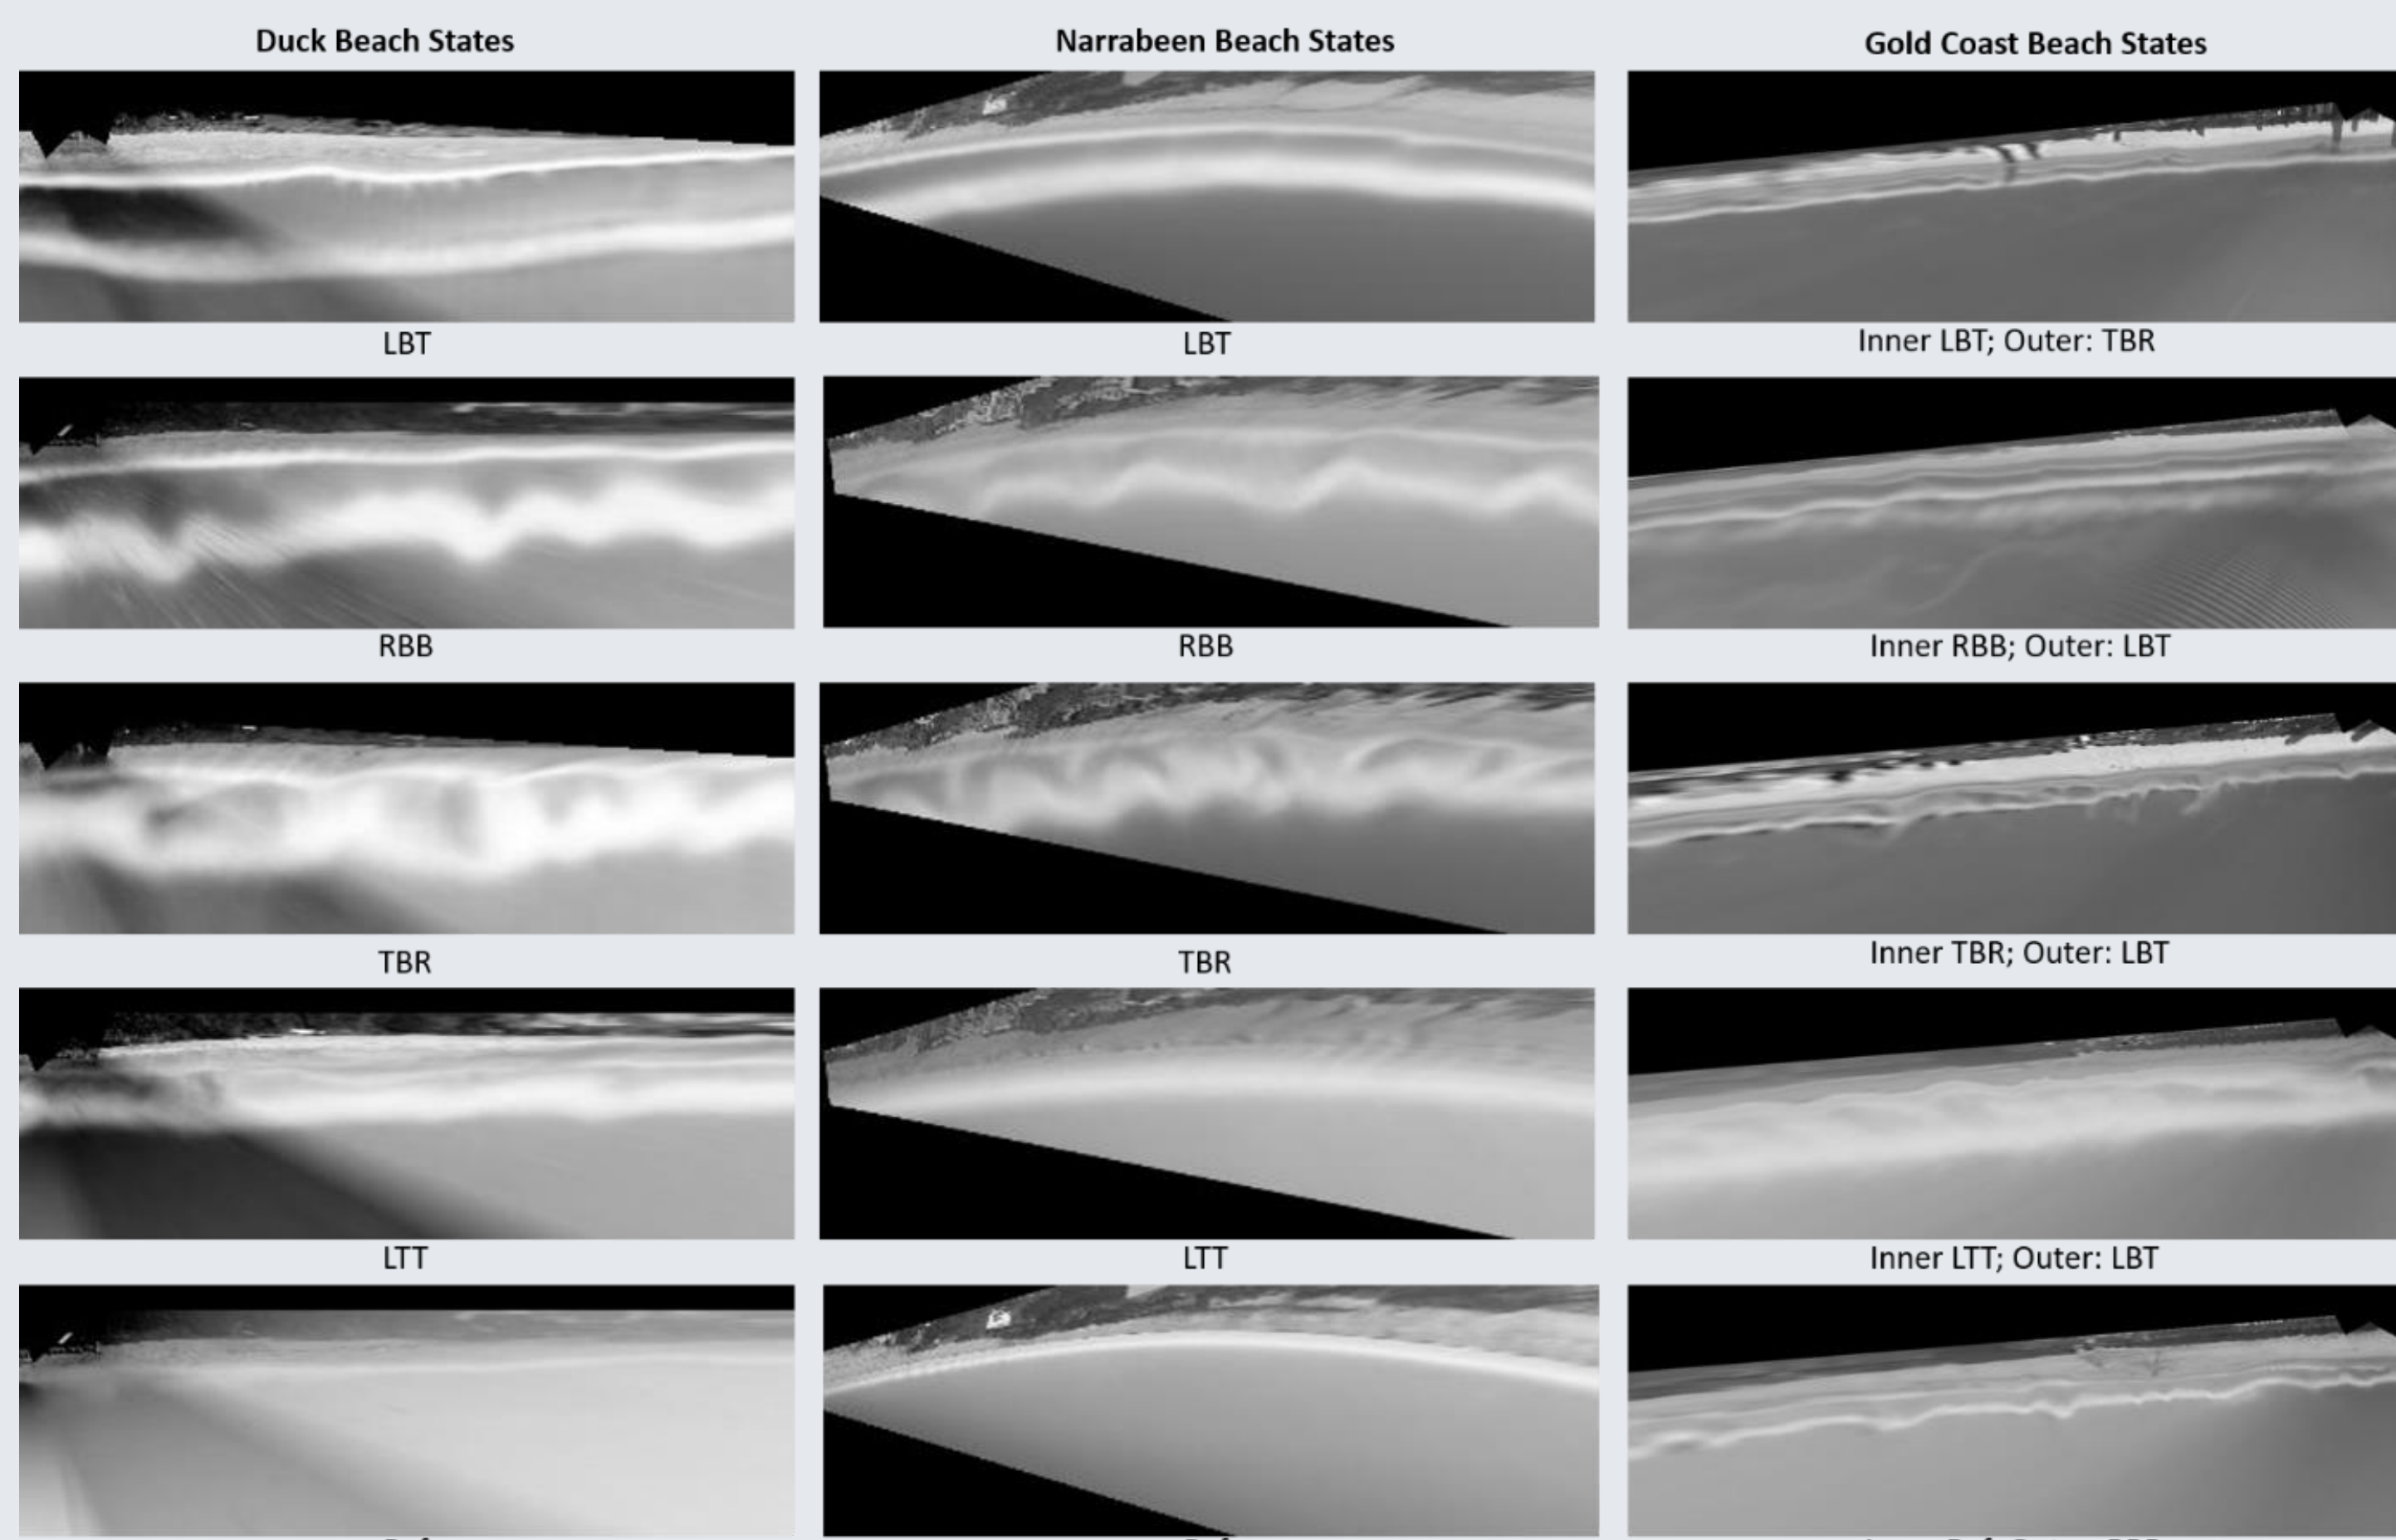 Duck Beach States Narrabeen Beach States Gold Coast Beach States
LBT LBT Inner LBT; Outer: TBR
RBB RBB Inner RBB; Outer: LBT
TBR TBR Inner TBR; Outer: LBT
LTT LTT Inner LTT; Outer: LBT